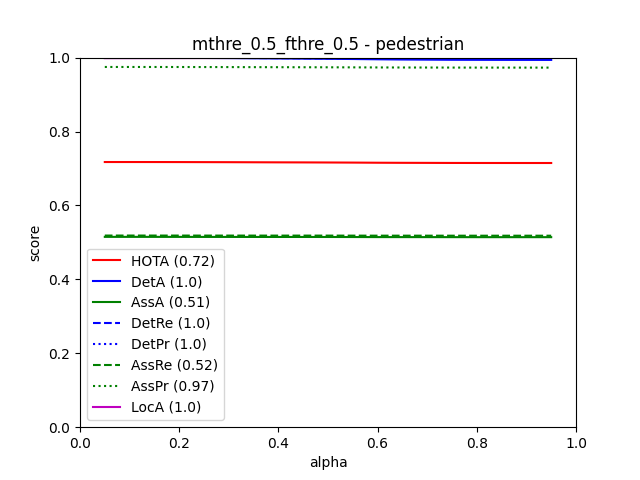 mthre_0.5_fthre_0.5 - pedestrian
1.0
0.8
0.6
0.4
0.2
0.0
score
HOTA (0.72)
DetA (1.0)
AssA (0.51)
DetRe (1.0)
DetPr (1.0)
AssRe (0.52)
AssPr (0.97)
LocA (1.0)
0.0 0.2 0.4 0.6 0.8 1.0
alpha